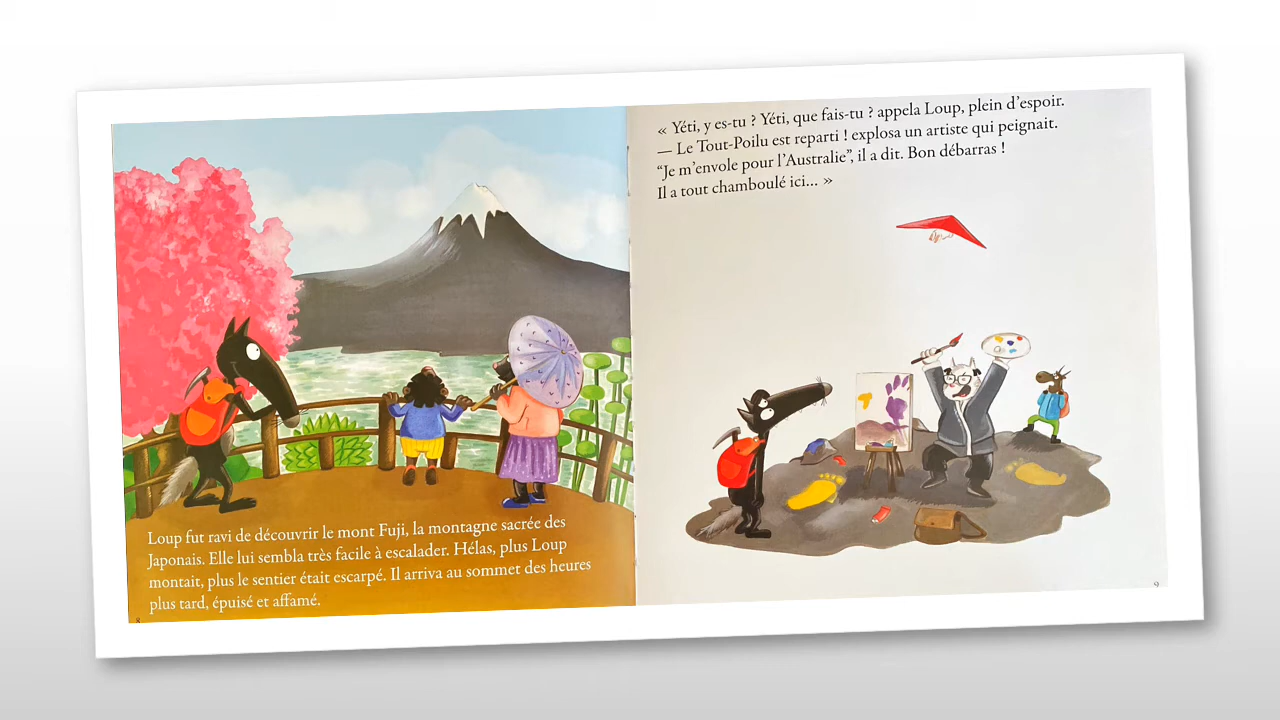 Loup fut ravi de découvrir le mont Fuji, la montagne sacrée des
Japonais. Elle lui sembla très facile à escalader. Hélas, plus Loup
montait, plus le sentier était escarpé. Il arriva au sommet des heures
plus tard, épuisé et affamé.
8
« Yéti, y es-tu ? Yéti, que fais-tu ? appela Loup, plein d’espoir.
— Le Tout-Poilu est reparti ! explosa un artiste qui peignait.
“Je m’envole pour l’Australie”, il a dit. Bon débarras !
Il a tout chamboulé ici... »
9